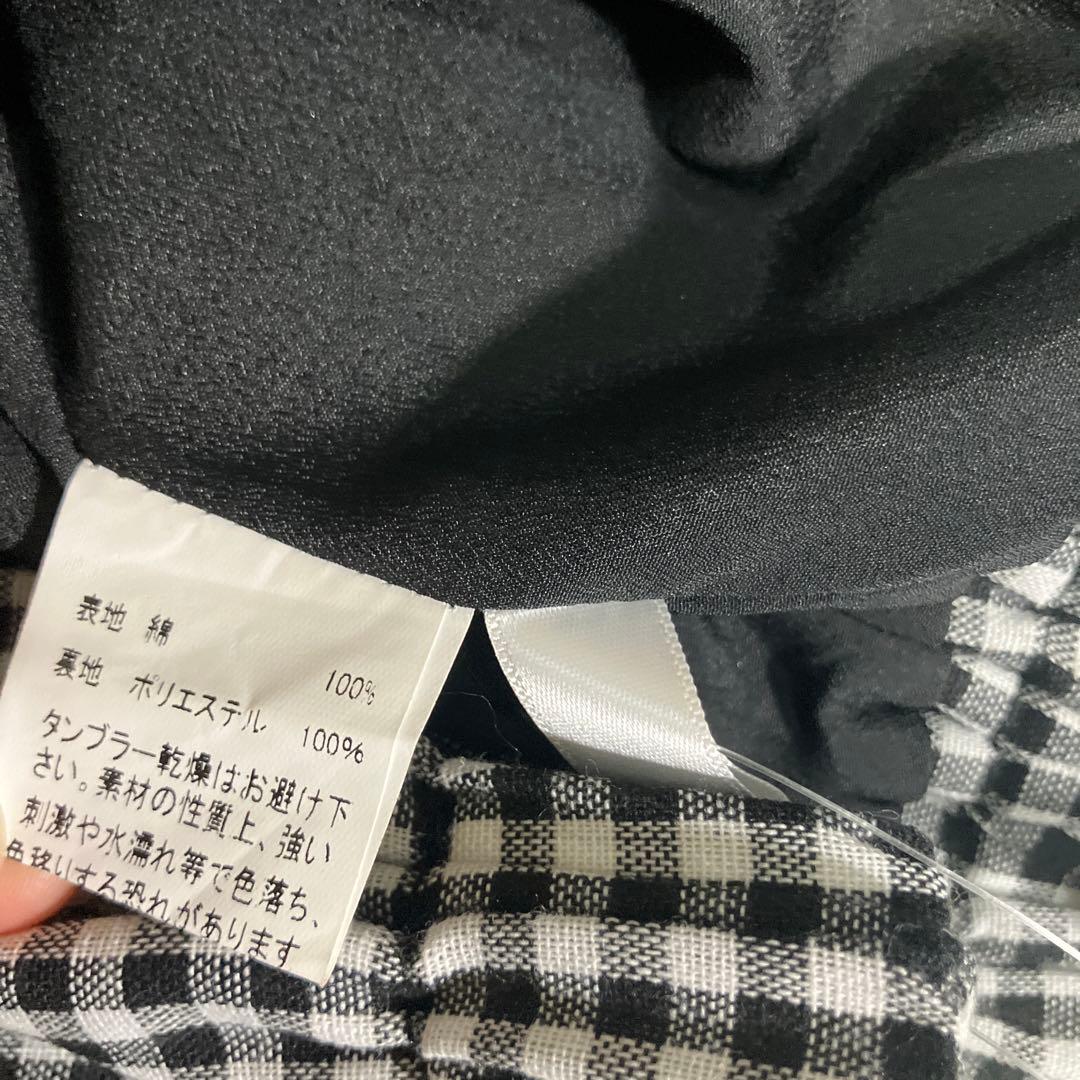 表地 綿
100%
裏地 ポリエステル 100%
タンブラー乾燥はお避け下
さい。素材の性質上、強い
刺激や水濡れ等で色落ち、
色移りする恐れがあります